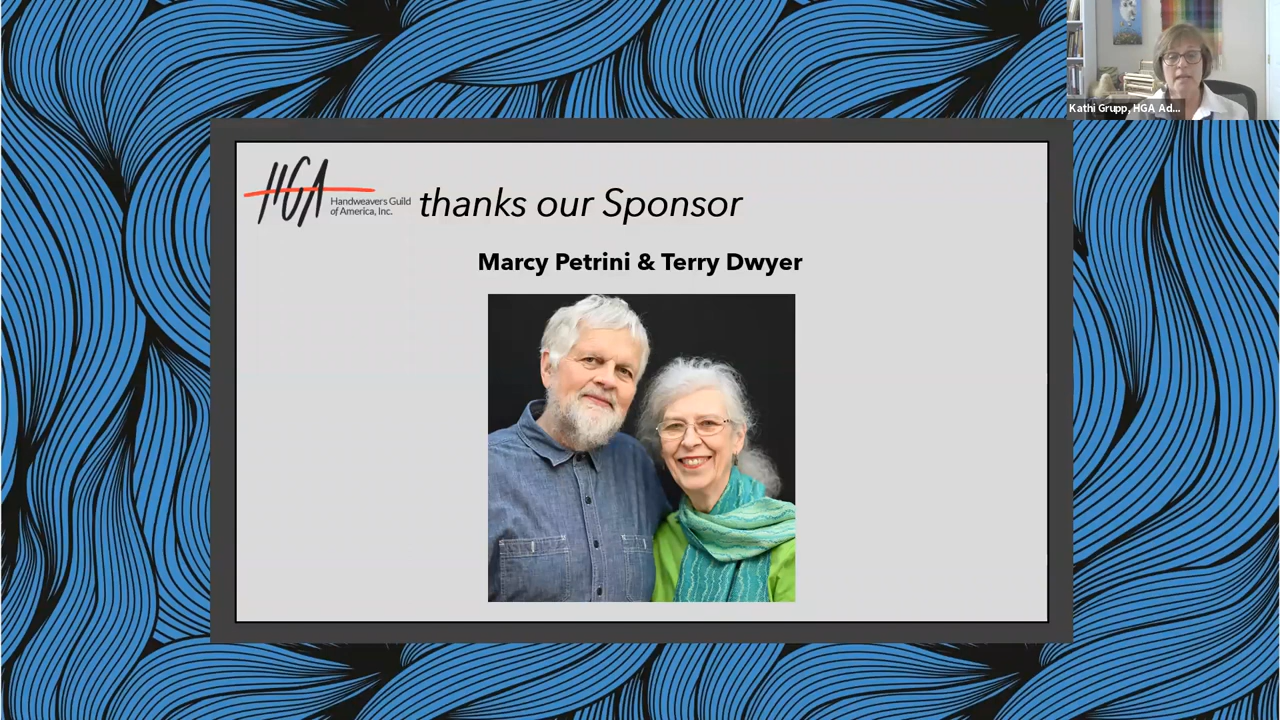 Kathi Grupp, HGA Ad...
HGA
Handweavers Guild
of America, Inc.
thanks our Sponsor
Marcy Petrini & Terry Dwyer